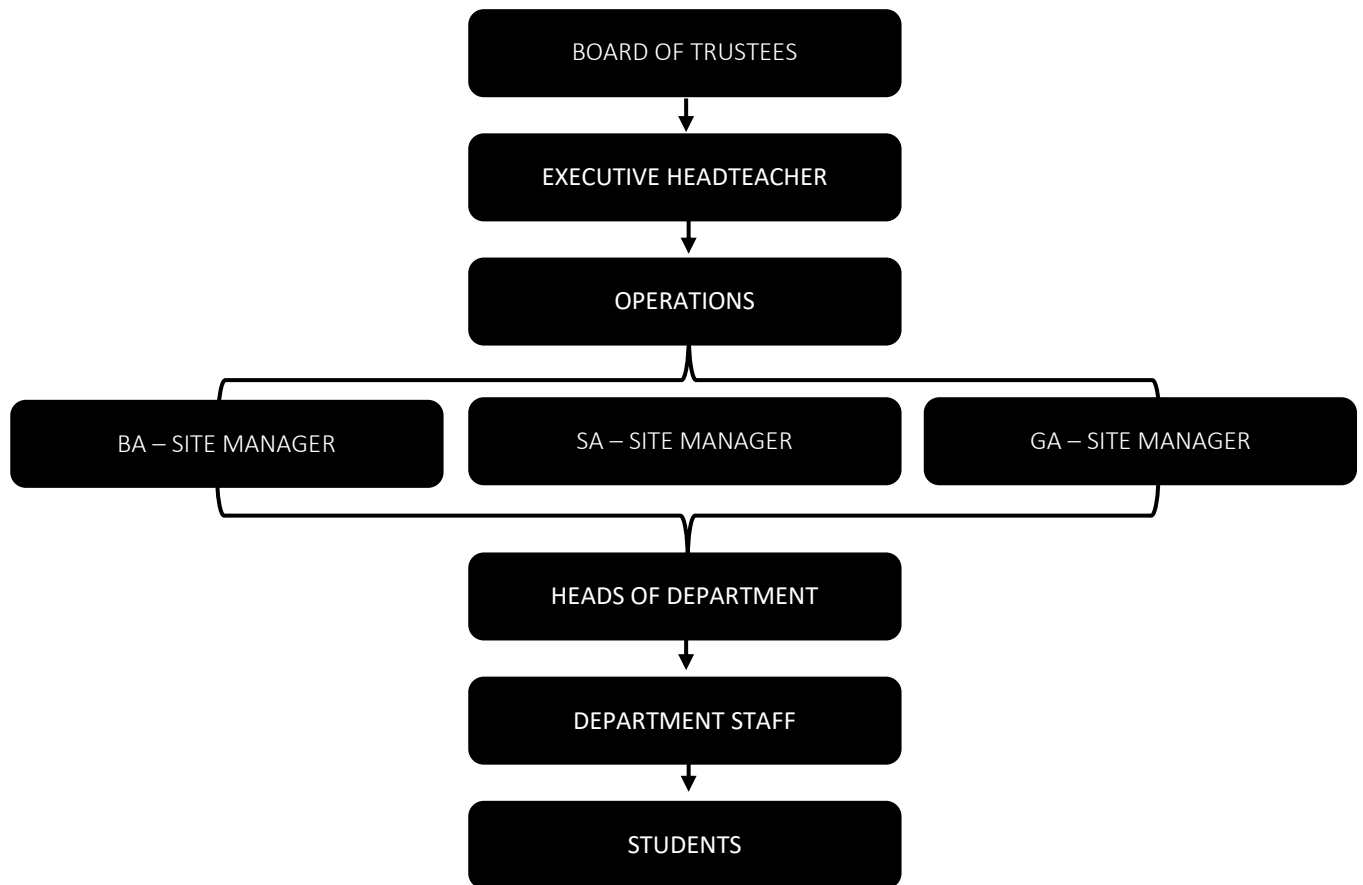 BOARD OF TRUSTEES
EXECUTIVE HEADTEACHER
OPERATIONS
BA – SITE MANAGER
SA – SITE MANAGER
GA – SITE MANAGER
HEADS OF DEPARTMENT
DEPARTMENT STAFF
STUDENTS